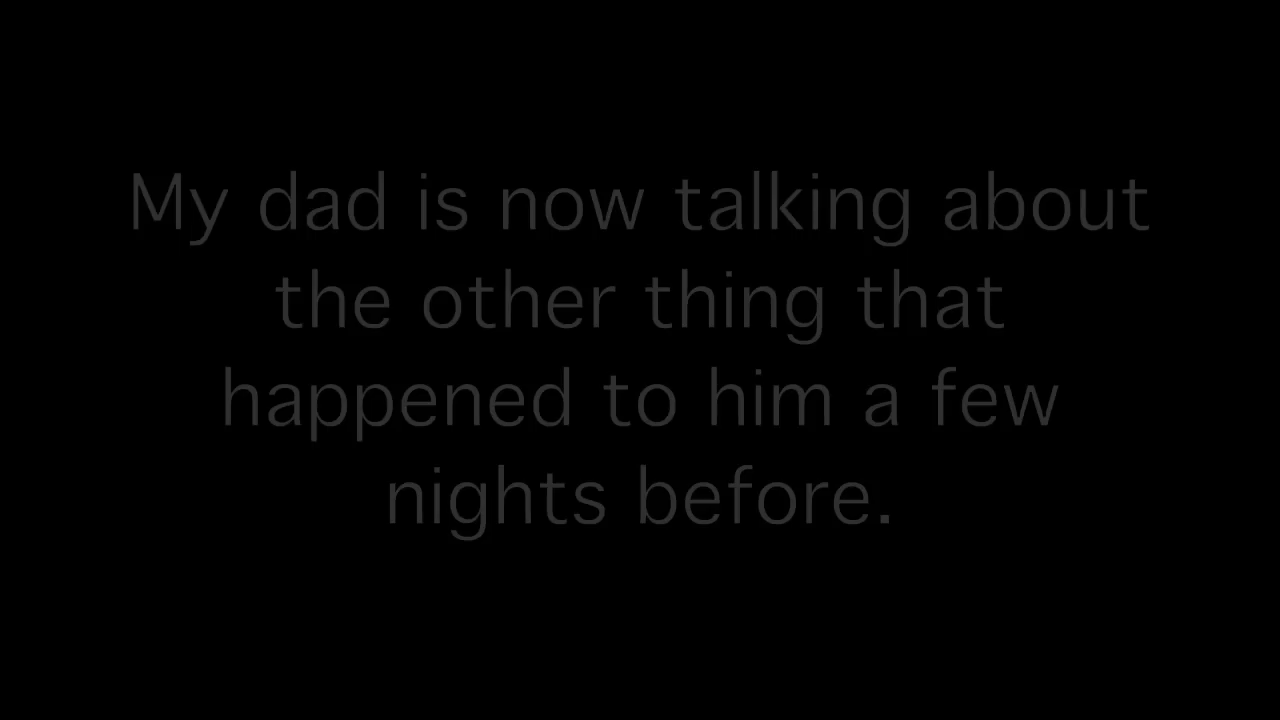 My dad is now talking about
the other thing that
happened to him a few
nights before.